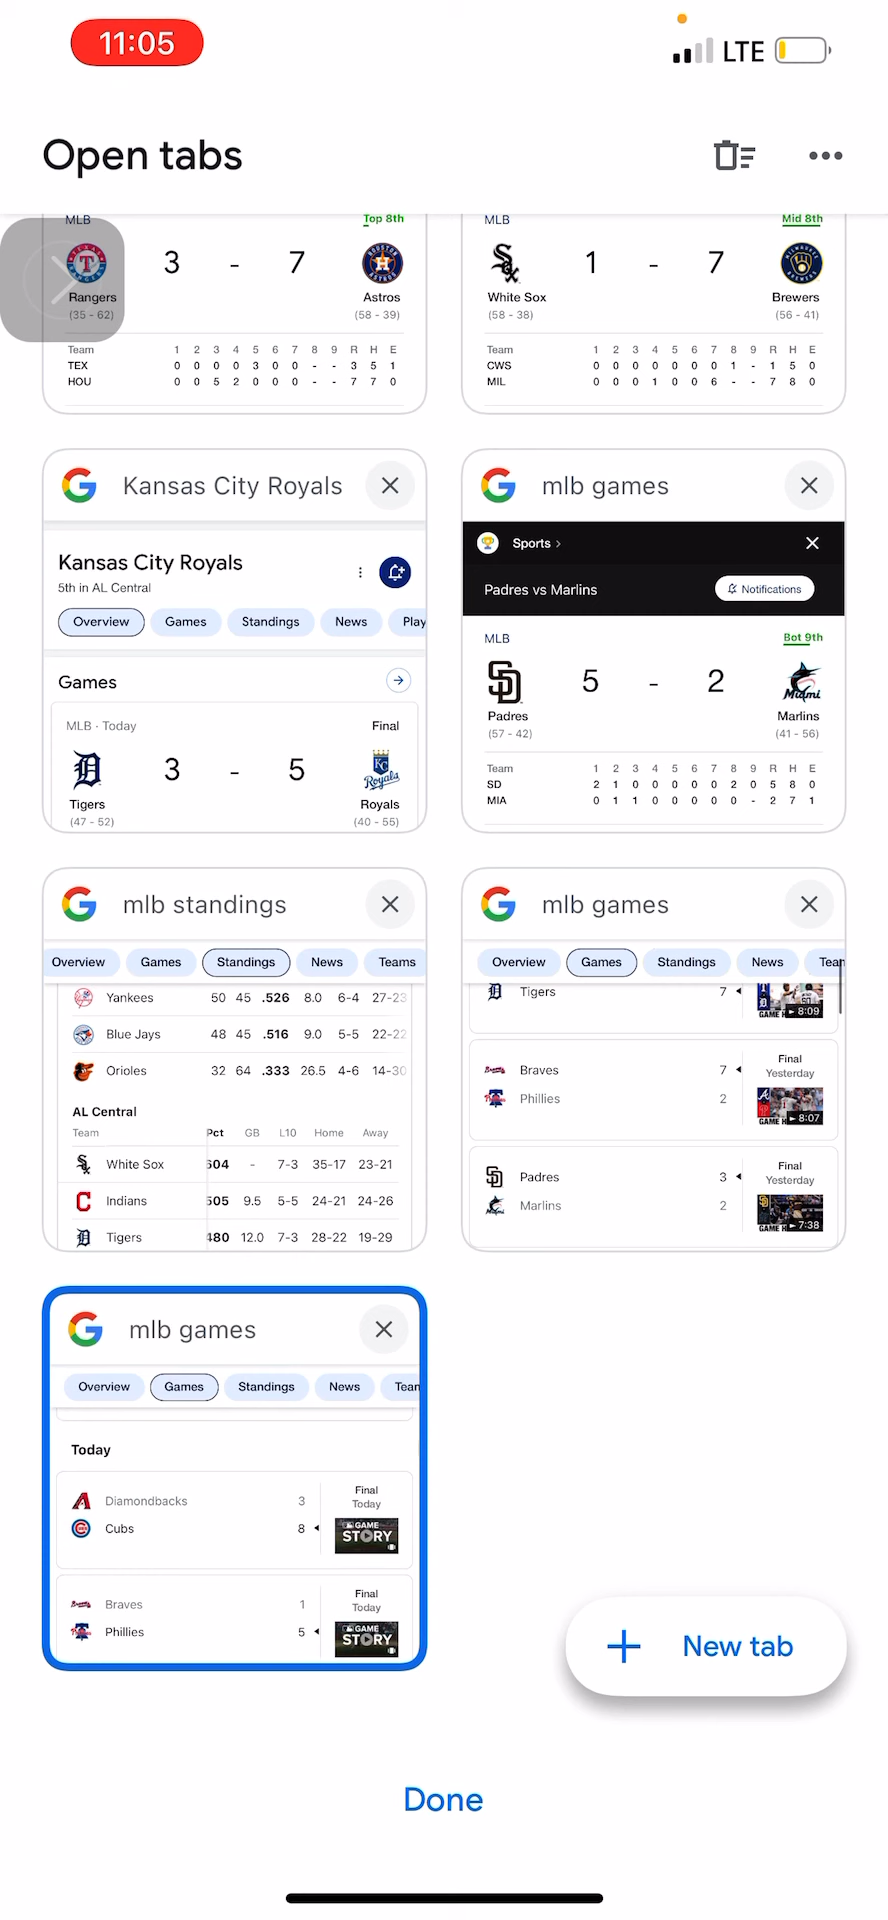 11:05
LTE
Open tabs
MLB Top 8th
3 - 7
Rangers Astros
(35 - 62) (58 - 39)
Team 1 2 3 4 5 6 7 8 9 R H E
TEX 0 0 0 0 3 0 0 - - 3 5 1
HOU 0 0 5 2 0 0 0 - - 7 7 0
MLB Mid 8th
1 - 7
White Sox Brewers
(58 - 38) (56 - 41)
Team 1 2 3 4 5 6 7 8 9 R H E
CWS 0 0 0 0 0 0 0 1 - 1 5 0
MIL 0 0 0 1 0 0 6 - - 7 8 0
Kansas City Royals
Kansas City Royals
5th in AL Central
Overview Games Standings News Play
Games
MLB · Today Final
3 - 5
Tigers Royals
(47 - 52) (40 - 55)
mlb games
Sports >
Padres vs Marlins Notifications
MLB Bot 9th
5 - 2
Padres Marlins
(57 - 42) (41 - 56)
Team 1 2 3 4 5 6 7 8 9 R H E
SD 2 1 0 0 0 0 0 2 0 5 8 0
MIA 0 1 1 0 0 0 0 0 - 2 7 1
mlb standings
Overview Games Standings News Teams
Yankees 50 45 .526 8.0 6-4 27-23
Blue Jays 48 45 .516 9.0 5-5 22-22
Orioles 32 64 .333 26.5 4-6 14-30
AL Central
Team Pct GB L10 Home Away
White Sox 604 - 7-3 35-17 23-21
Indians 505 9.5 5-5 24-21 24-26
Tigers 480 12.0 7-3 28-22 19-29
mlb games
Overview Games Standings News Team
Tigers 7
8:09
Braves 7 Final
Phillies 2 Yesterday
8:07
Padres 3 Final
Marlins 2 Yesterday
7:38
mlb games
Overview Games Standings News Team
Today
Diamondbacks 3 Final
Cubs 8 Today
GAME STORY
Braves 1 Final
Phillies 5 Today
GAME STORY
+ New tab
Done